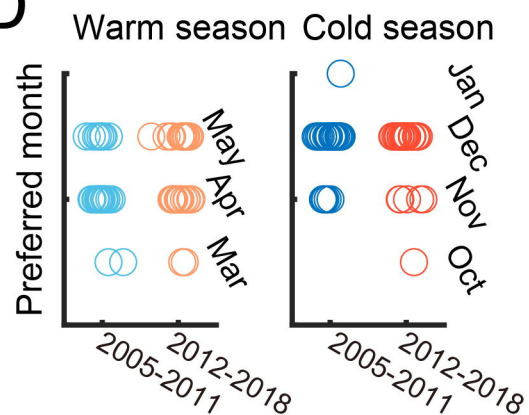 Warm season
Cold season
Preferred month
May
Apr
Mar
Jan
Dec
Nov
Oct
2005-2011
2012-2018
2005-2011
2012-2018